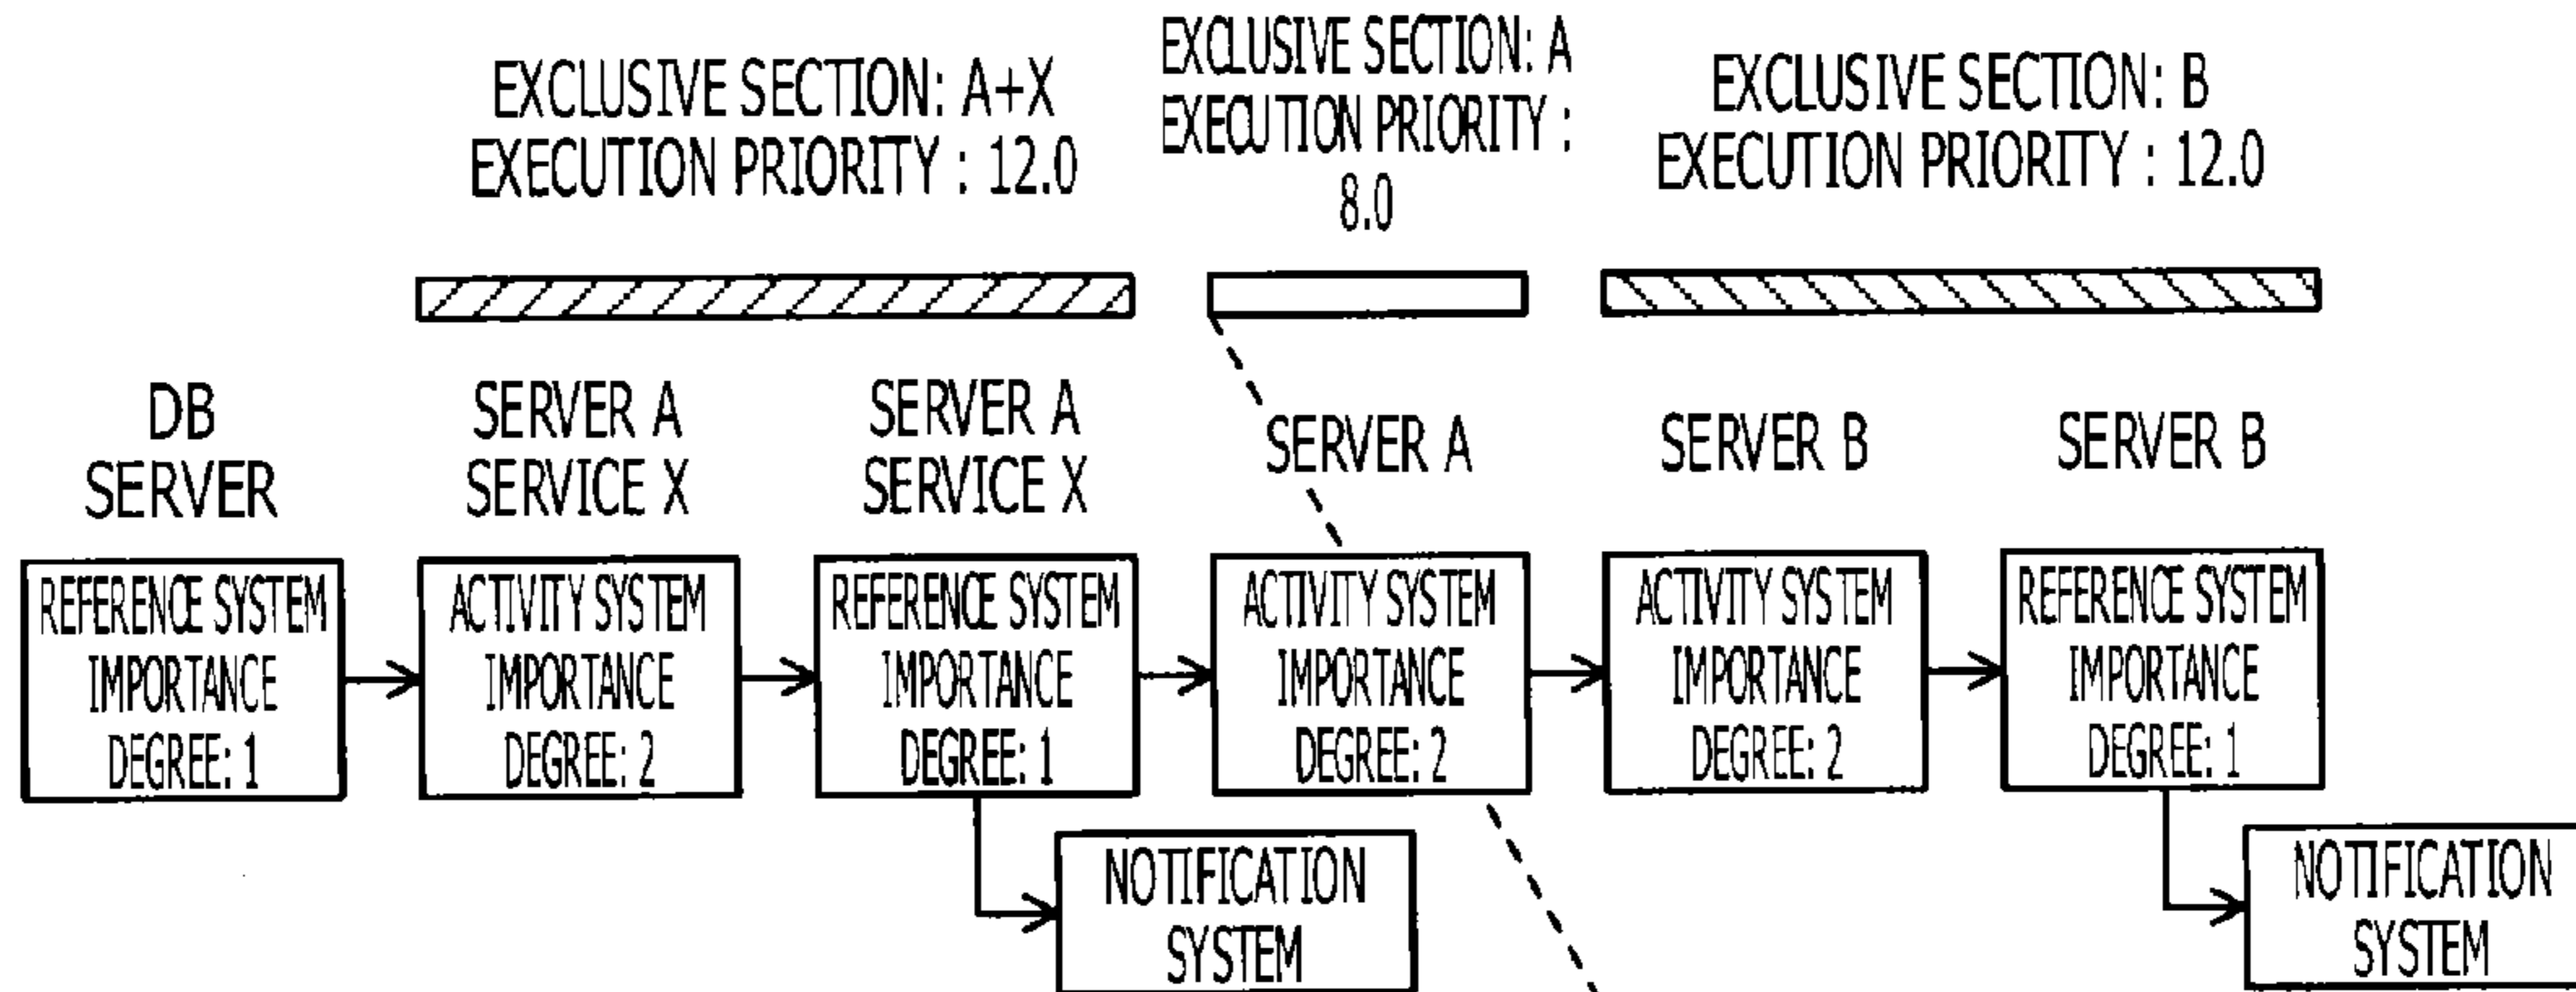 EXCLUSIVE SECTION: A+X
EXECUTION PRIORITY : 12.0
EXCLUSIVE SECTION: A
EXECUTION PRIORITY :
8.0
EXCLUSIVE SECTION: B
EXECUTION PRIORITY : 12.0
DB
SERVER
SERVER A
SERVICE X
SERVER A
SERVICE X
SERVER A
SERVER B
SERVER B
REFERENCE SYSTEM
IMPORTANCE
DEGREE: 1
ACTIVITY SYSTEM
IMPORTANCE
DEGREE: 2
REFERENCE SYSTEM
IMPORTANCE
DEGREE: 1
ACTIVITY SYSTEM
IMPORTANCE
DEGREE: 2
ACTIVITY SYSTEM
IMPORTANCE
DEGREE: 2
REFERENCE SYSTEM
IMPORTANCE
DEGREE: 1
NOTIFICATION
SYSTEM
NOTIFICATION
SYSTEM